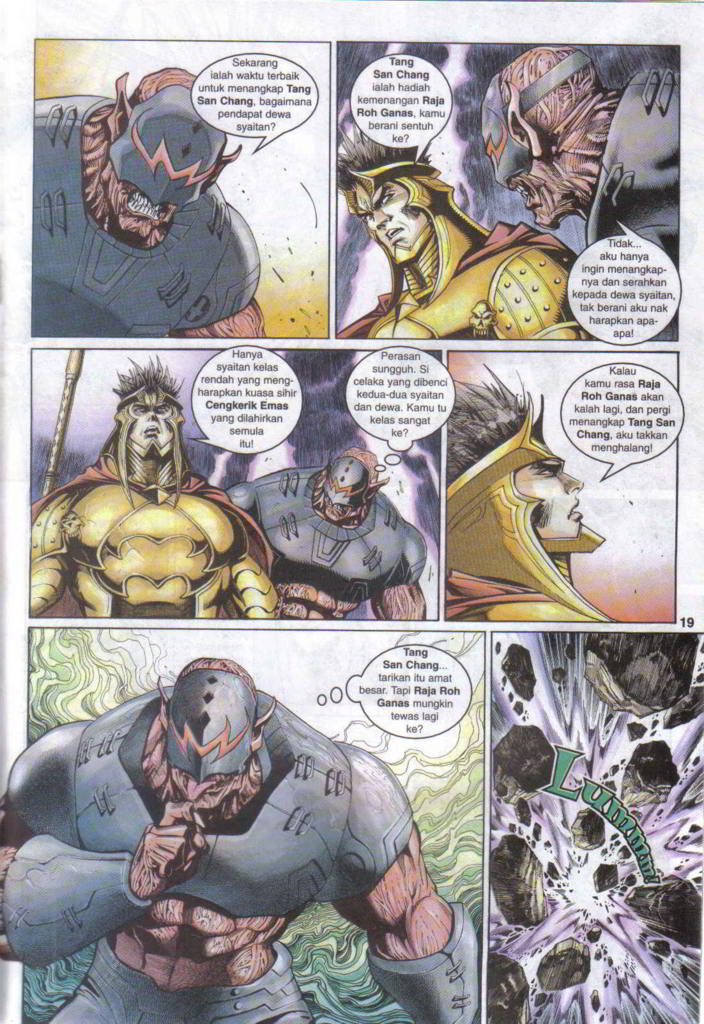 Sekarang
ialah waktu terbaik
untuk menangkap Tang
San Chang, bagaimana
pendapat dewa
syaitan?
Tang
San Chang
ialah hadiah
kemenangan Raja
Roh Ganas, kamu
berani sentuh
ke?
Tidak...
aku hanya
ingin menangkap-
nya dan serahkan
kepada dewa syaitan,
tak berani aku nak
harapkan apa-
apa!
Hanya
syaitan kelas
rendah yang meng-
harapkan kuasa sihir
Cengkerik Emas
yang dilahirkan
semula
itu!
Perasan
sungguh. Si
celaka yang dibenci
kedua-dua syaitan
dan dewa. Kamu tu
kelas sangat
ke?
Kalau
kamu rasa Raja
Roh Ganas akan
kalah lagi, dan pergi
menangkap Tang San
Chang, aku takkan
menghalang!
19
Tang
San Chang...
tarikan itu amat
besar. Tapi Raja Roh
Ganas mungkin
tewas lagi
ke?
Lummm!